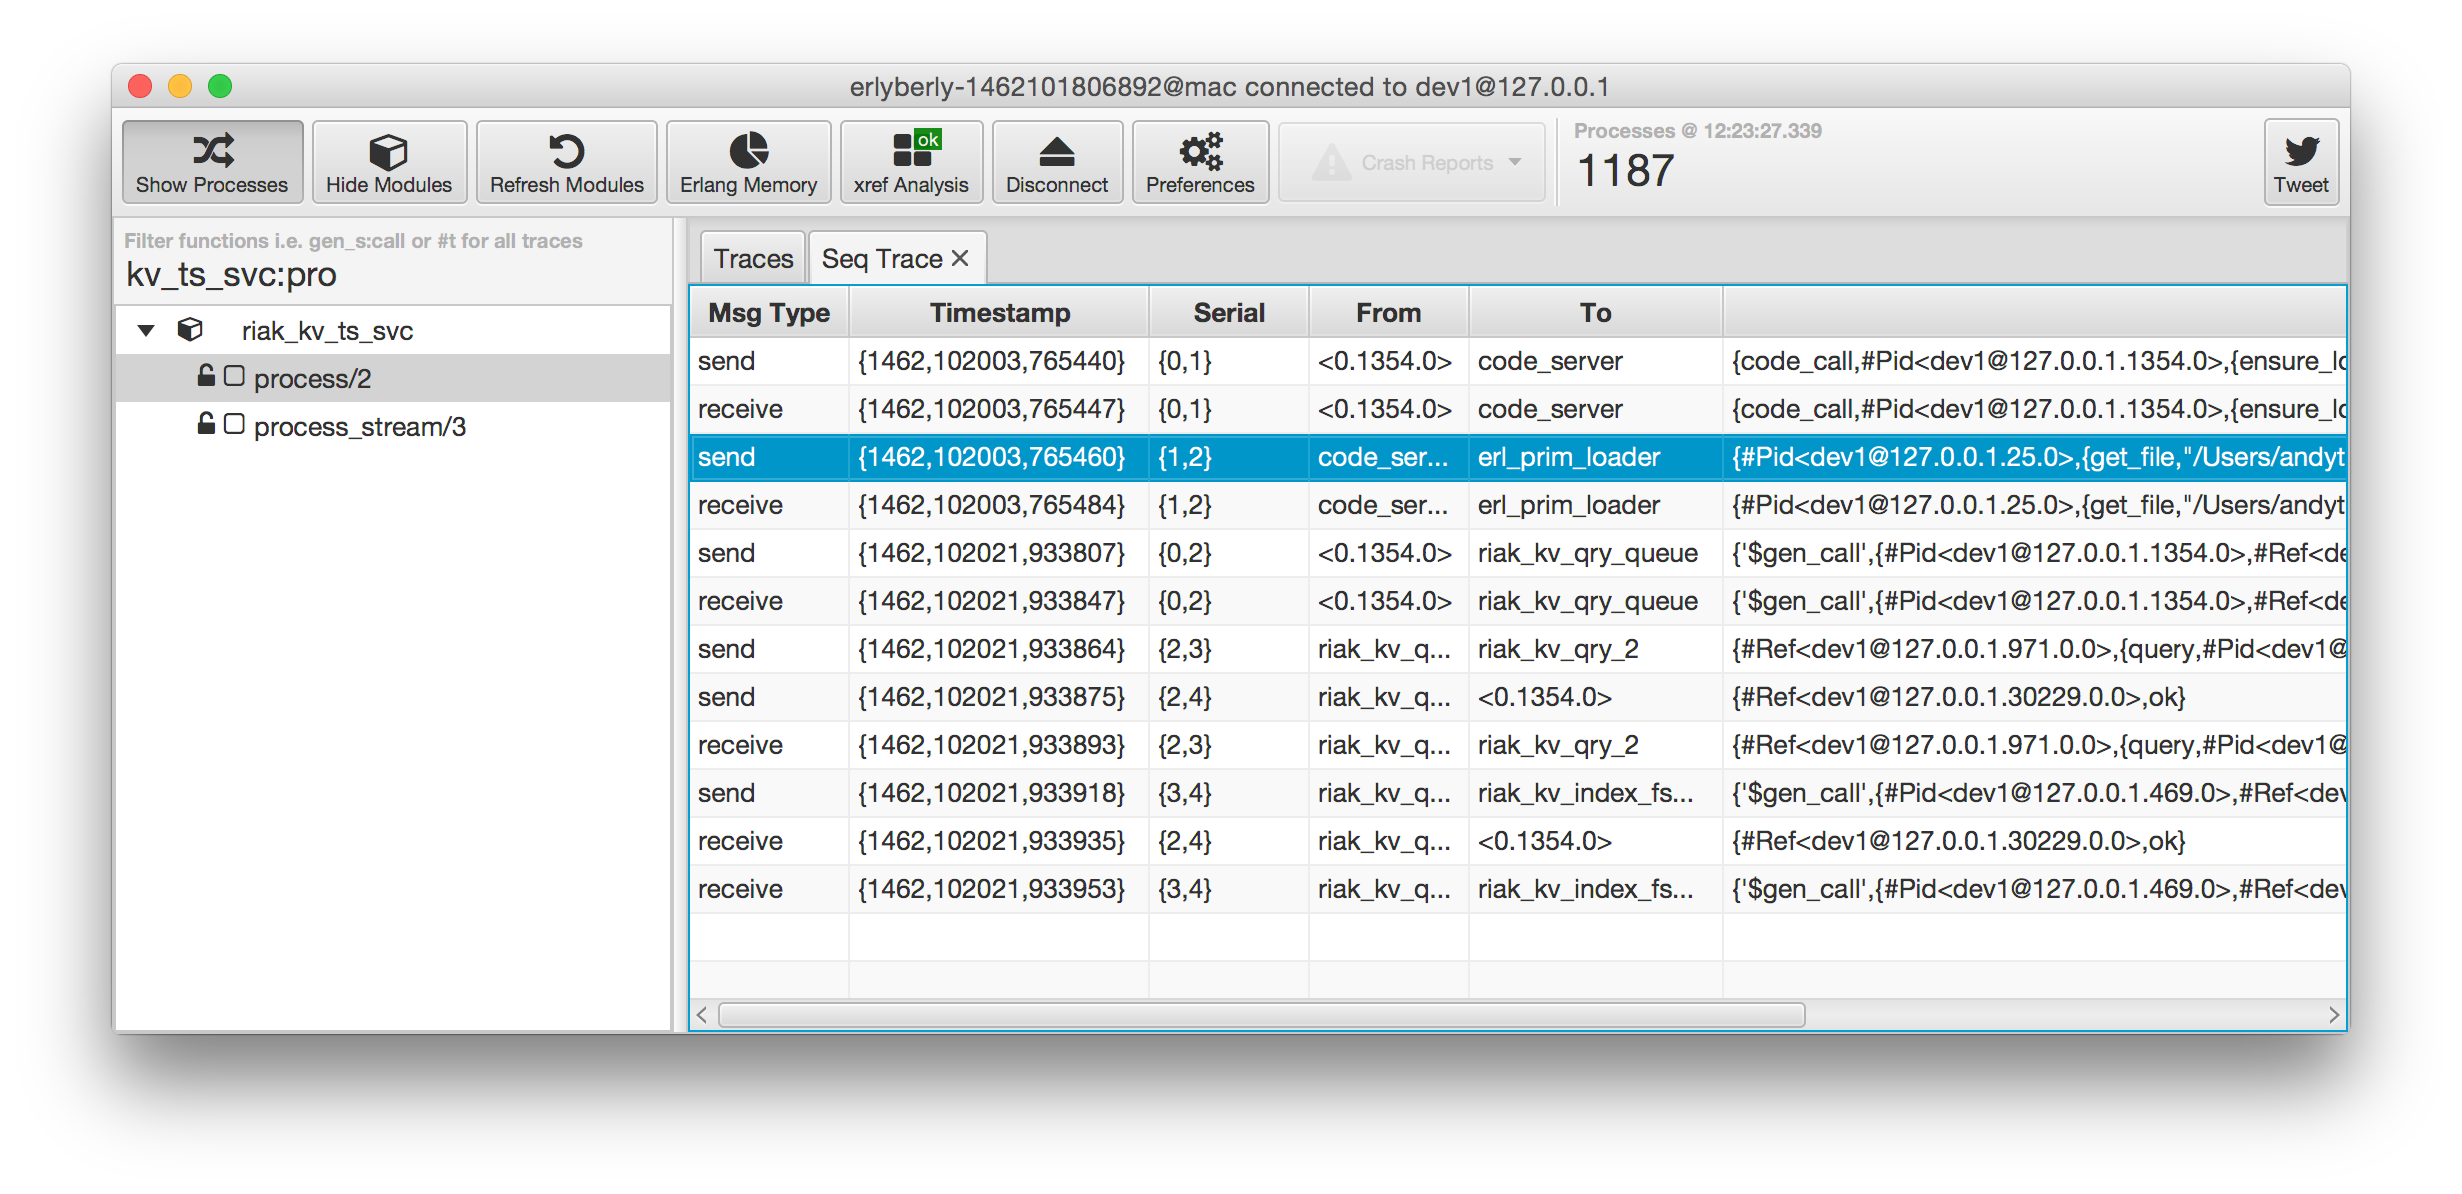 erlyberly-1462101806892@mac connected to dev1@127.0.0.1
Show Processes Hide Modules Refresh Modules Erlang Memory ok xref Analysis Disconnect Preferences Crash Reports
Processes @ 12:23:27.339
1187
Tweet
Filter functions i.e. gen_s:call or #t for all traces
kv_ts_svc:pro
riak_kv_ts_svc
process/2
process_stream/3
Traces Seq Trace
Msg Type Timestamp Serial From To
send {1462,102003,765440} {0,1} <0.1354.0> code_server {code_call,#Pid<dev1@127.0.0.1.1354.0>,{ensure_lo
receive {1462,102003,765447} {0,1} <0.1354.0> code_server {code_call,#Pid<dev1@127.0.0.1.1354.0>,{ensure_lo
send {1462,102003,765460} {1,2} code_ser... erl_prim_loader {#Pid<dev1@127.0.0.1.25.0>,{get_file,"/Users/andyt
receive {1462,102003,765484} {1,2} code_ser... erl_prim_loader {#Pid<dev1@127.0.0.1.25.0>,{get_file,"/Users/andyt
send {1462,102021,933807} {0,2} <0.1354.0> riak_kv_qry_queue {'$gen_call',{#Pid<dev1@127.0.0.1.1354.0>,#Ref<de
receive {1462,102021,933847} {0,2} <0.1354.0> riak_kv_qry_queue {'$gen_call',{#Pid<dev1@127.0.0.1.1354.0>,#Ref<de
send {1462,102021,933864} {2,3} riak_kv_q... riak_kv_qry_2 {#Ref<dev1@127.0.0.1.971.0.0>,{query,#Pid<dev1@
send {1462,102021,933875} {2,4} riak_kv_q... <0.1354.0> {#Ref<dev1@127.0.0.1.30229.0.0>,ok}
receive {1462,102021,933893} {2,3} riak_kv_q... riak_kv_qry_2 {#Ref<dev1@127.0.0.1.971.0.0>,{query,#Pid<dev1@
send {1462,102021,933918} {3,4} riak_kv_q... riak_kv_index_fs... {'$gen_call',{#Pid<dev1@127.0.0.1.469.0>,#Ref<dev
receive {1462,102021,933935} {2,4} riak_kv_q... <0.1354.0> {#Ref<dev1@127.0.0.1.30229.0.0>,ok}
receive {1462,102021,933953} {3,4} riak_kv_q... riak_kv_index_fs... {'$gen_call',{#Pid<dev1@127.0.0.1.469.0>,#Ref<dev